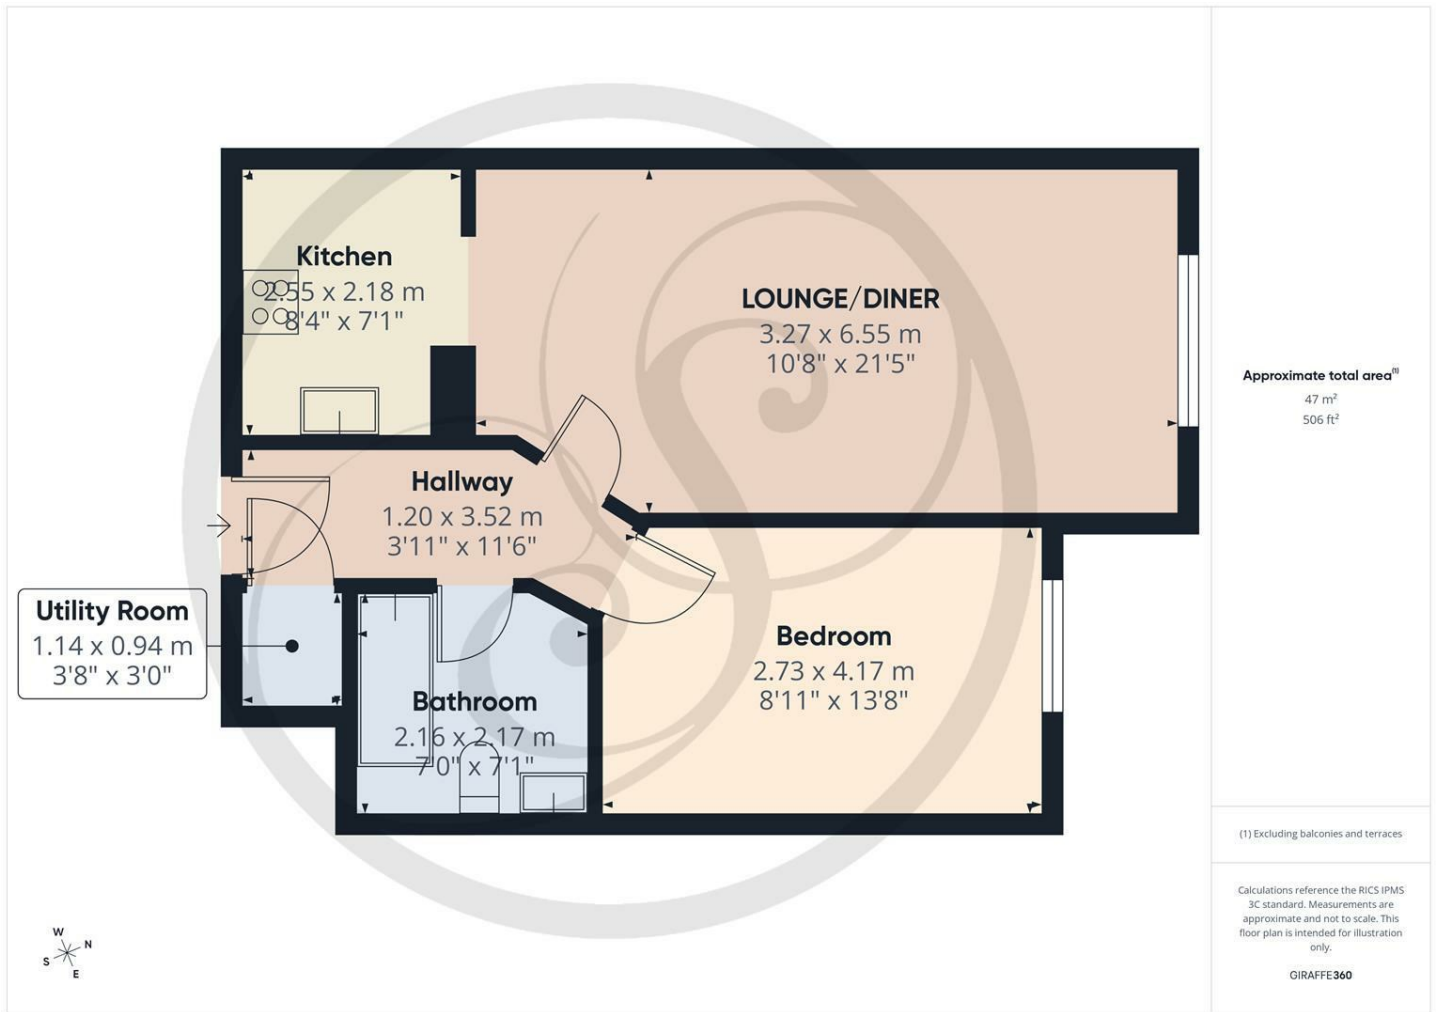 Kitchen
2.55 x 2.18 m
8'4" x 7'1"
LOUNGE/DINER
3.27 x 6.55 m
10'8" x 21'5"
Hallway
1.20 x 3.52 m
3'11" x 11'6"
Utility Room
1.14 x 0.94 m
3'8" x 3'0"
Bathroom
2.16 x 2.17 m
7'0" x 7'1"
Bedroom
2.73 x 4.17 m
8'11" x 13'8"
W
N
S
E
Approximate total area(1)
47 m²
506 ft²
(1) Excluding balconies and terraces
Calculations reference the RICS IPMS
3C standard. Measurements are
approximate and not to scale. This
floor plan is intended for illustration
only.
GIRAFFE360